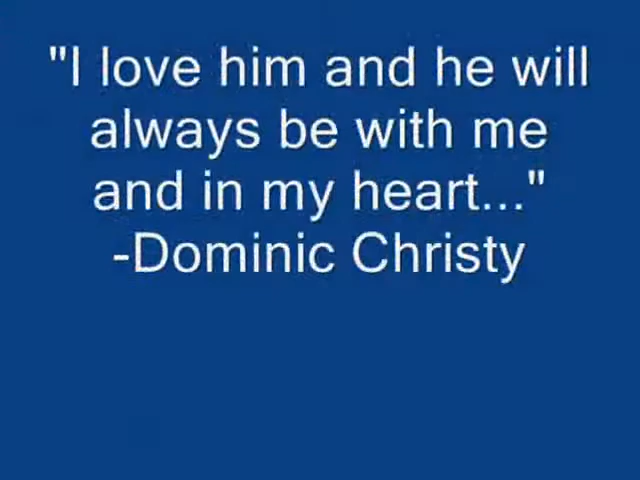 "I love him and he will
always be with me
and in my heart..."
-Dominic Christy